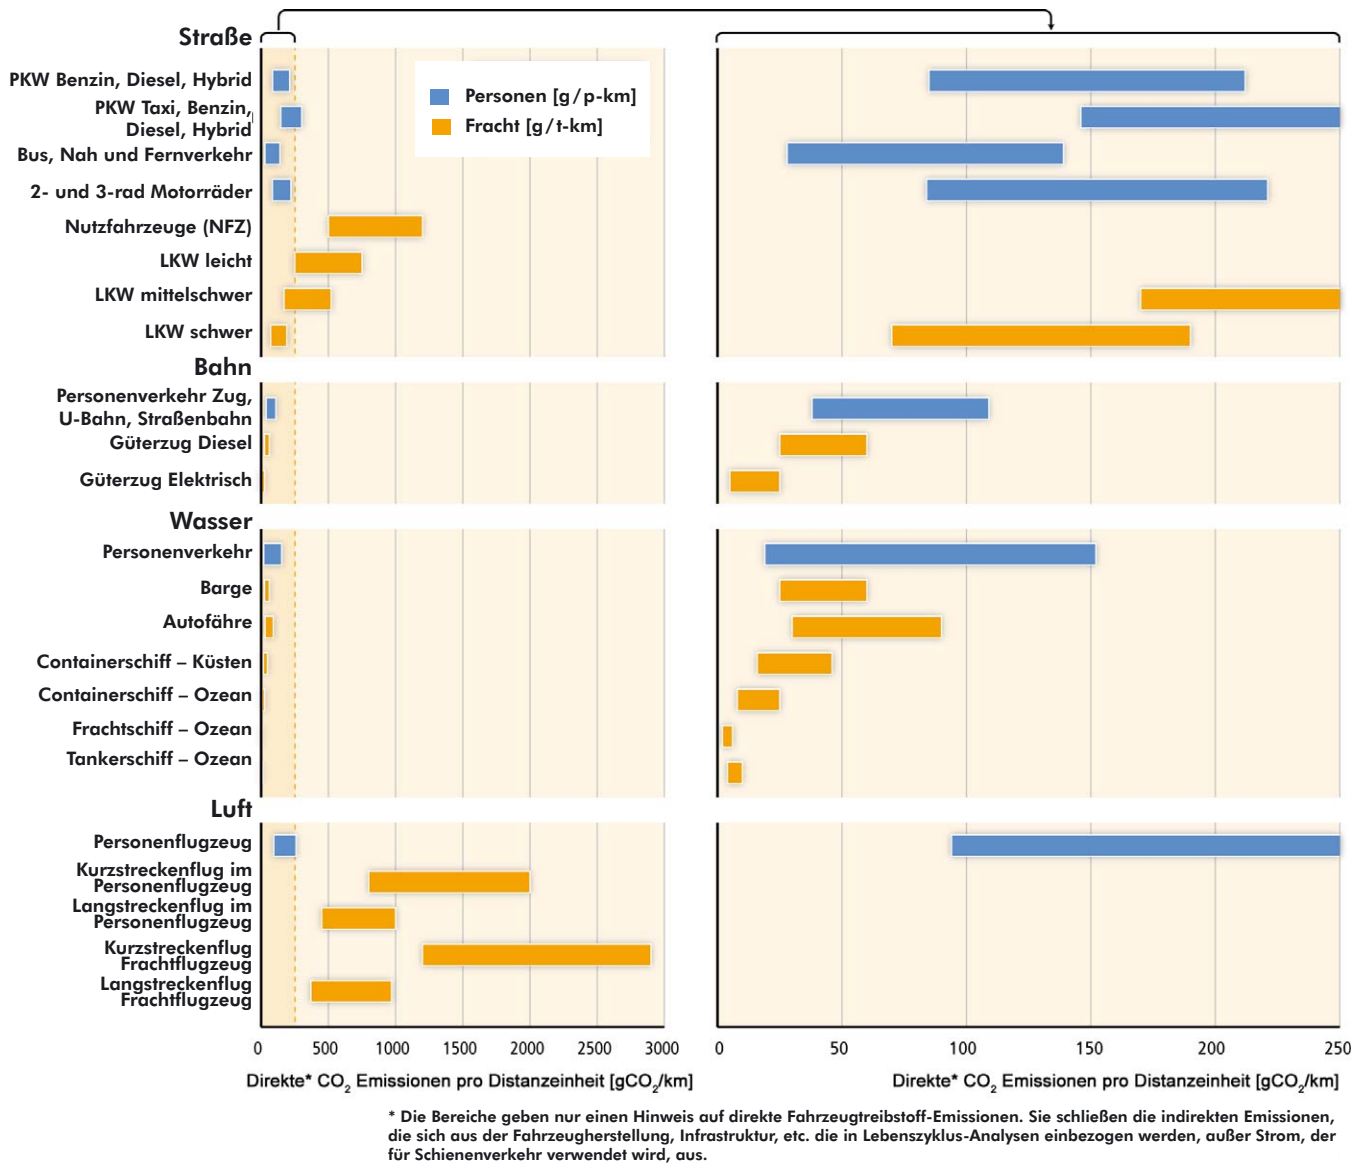 Straße
PKW Benzin, Diesel, Hybrid
PKW Taxi, Benzin,
Diesel, Hybrid
Bus, Nah und Fernverkehr
2- und 3-rad Motorräder
Nutzfahrzeuge (NFZ)
LKW leicht
LKW mittelschwer
LKW schwer
Personen [g/p-km]
Fracht [g/t-km]
Bahn
Personenverkehr Zug,
U-Bahn, Straßenbahn
Güterzug Diesel
Güterzug Elektrisch
Wasser
Personenverkehr
Barge
Autofähre
Containerschiff – Küsten
Containerschiff – Ozean
Frachtschiff – Ozean
Tankerschiff – Ozean
Luft
Personenflugzeug
Kurzstreckenflug im
Personenflugzeug
Langstreckenflug im
Personenflugzeug
Kurzstreckenflug
Frachtflugzeug
Langstreckenflug
Frachtflugzeug
0 500 1000 1500 2000 2500 3000
Direkte* CO₂ Emissionen pro Distanzeinheit [gCO₂/km]
0 50 100 150 200 250
Direkte* CO₂ Emissionen pro Distanzeinheit [gCO₂/km]
* Die Bereiche geben nur einen Hinweis auf direkte Fahrzeugtreibstoff-Emissionen. Sie schließen die indirekten Emissionen,
die sich aus der Fahrzeugherstellung, Infrastruktur, etc. die in Lebenszyklus-Analysen einbezogen werden, außer Strom, der
für Schienenverkehr verwendet wird, aus.